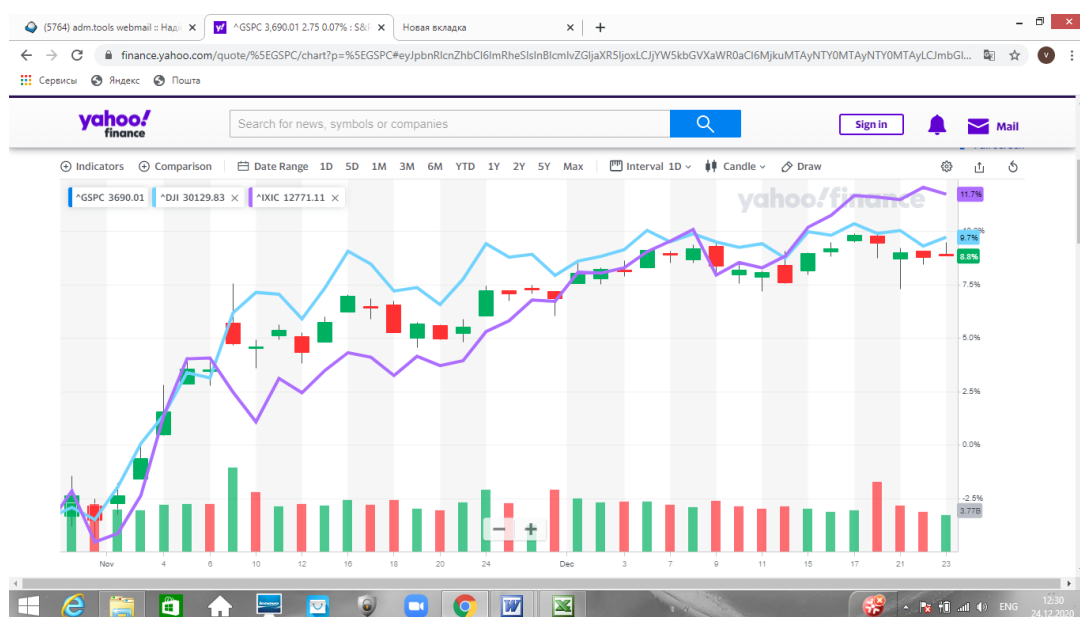 (5764) adm.tools webmail :: Наді
^GSPC 3,690.01 2.75 0.07% : S&P
Новая вкладка
finance.yahoo.com/quote/%5EGSPC/chart?p=%5EGSPC#eyJpbnRlcnZhbCI6ImRheSIsInBlcmlvZGljaXR5IjoxLCJjYW5kbGVXaWR0aCI6MjkuMTAyNTY0MTAyNTY0MTAyLCJmbGl...
V
Сервисы Яндекс Пошта
yahoo!
finance
Search for news, symbols or companies
Sign in
Mail
Indicators Comparison Date Range 1D 5D 1M 3M 6M YTD 1Y 2Y 5Y Max Interval 1D Candle Draw
^GSPC 3690.01 ^DJI 30129.83 ^IXIC 12771.11
yahoo!finance
11.7%
9.7%
8.8%
7.5%
5.0%
2.5%
0.0%
-2.5%
3.77B
Nov 4 6 10 12 16 18 20 24 Dec 3 7 9 11 15 17 21 23
ENG
12:30
24.12.2020